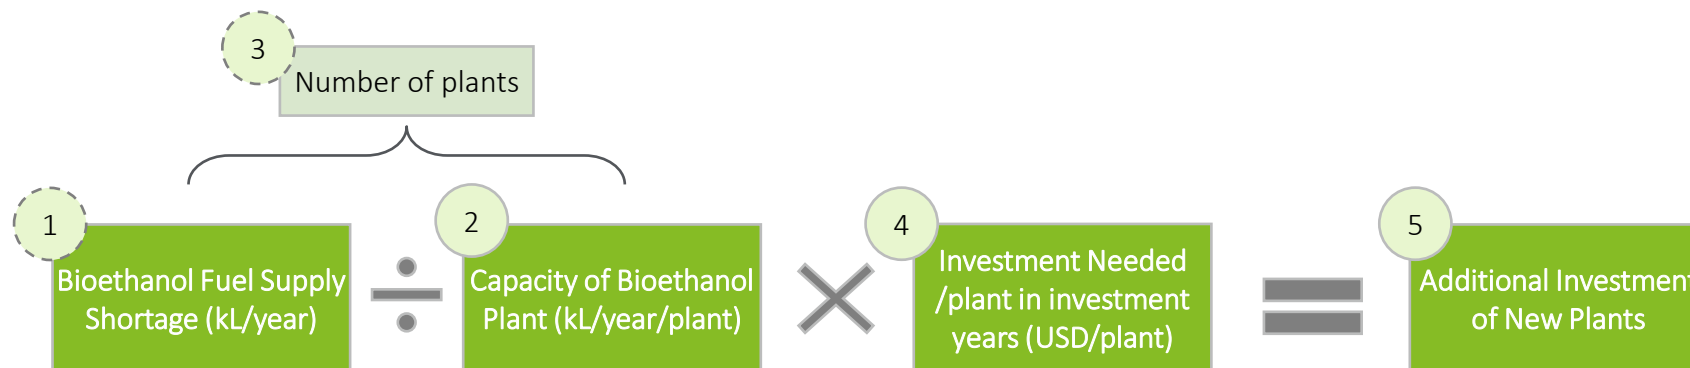 3
Number of plants
1
Bioethanol Fuel Supply
Shortage (kL/year)
2
Capacity of Bioethanol
Plant (kL/year/plant)
4
Investment Needed
/plant in investment
years (USD/plant)
5
Additional Investment
of New Plants